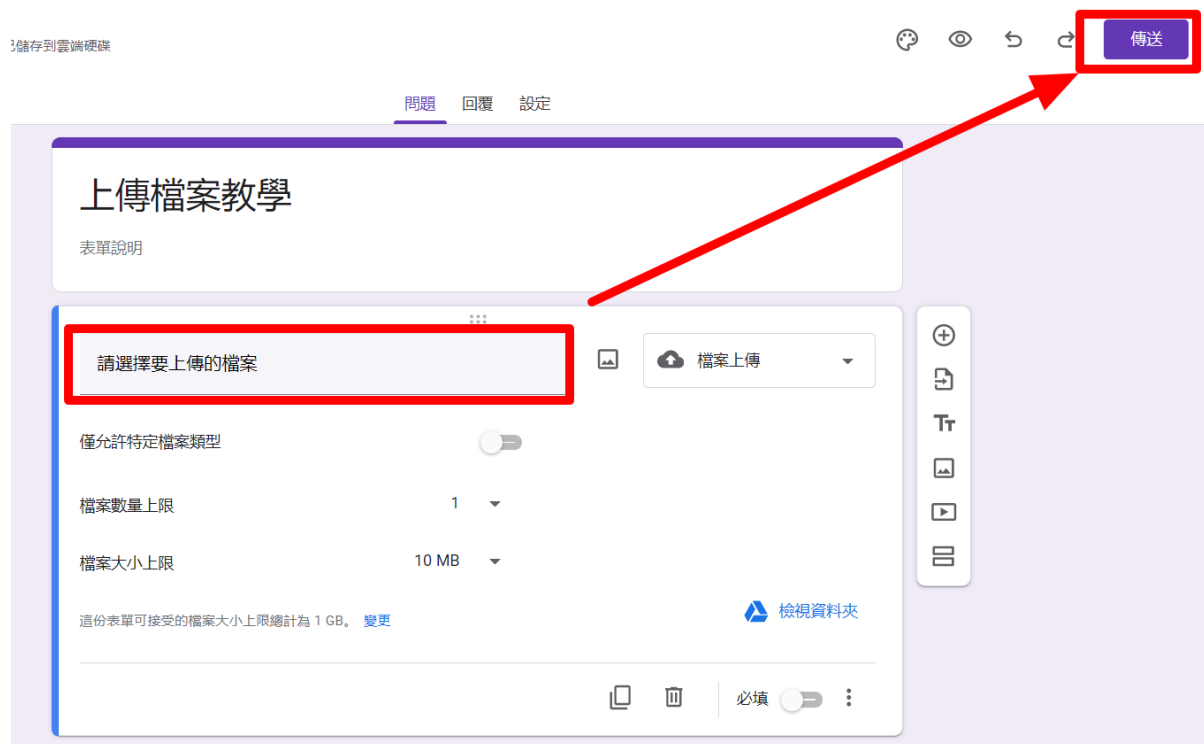 已儲存到雲端硬碟
傳送
問題 回覆 設定
上傳檔案教學
表單說明
請選擇要上傳的檔案
檔案上傳
僅允許特定檔案類型
檔案數量上限 1
檔案大小上限 10 MB
這份表單可接受的檔案大小上限總計為 1 GB。 變更
檢視資料夾
必填